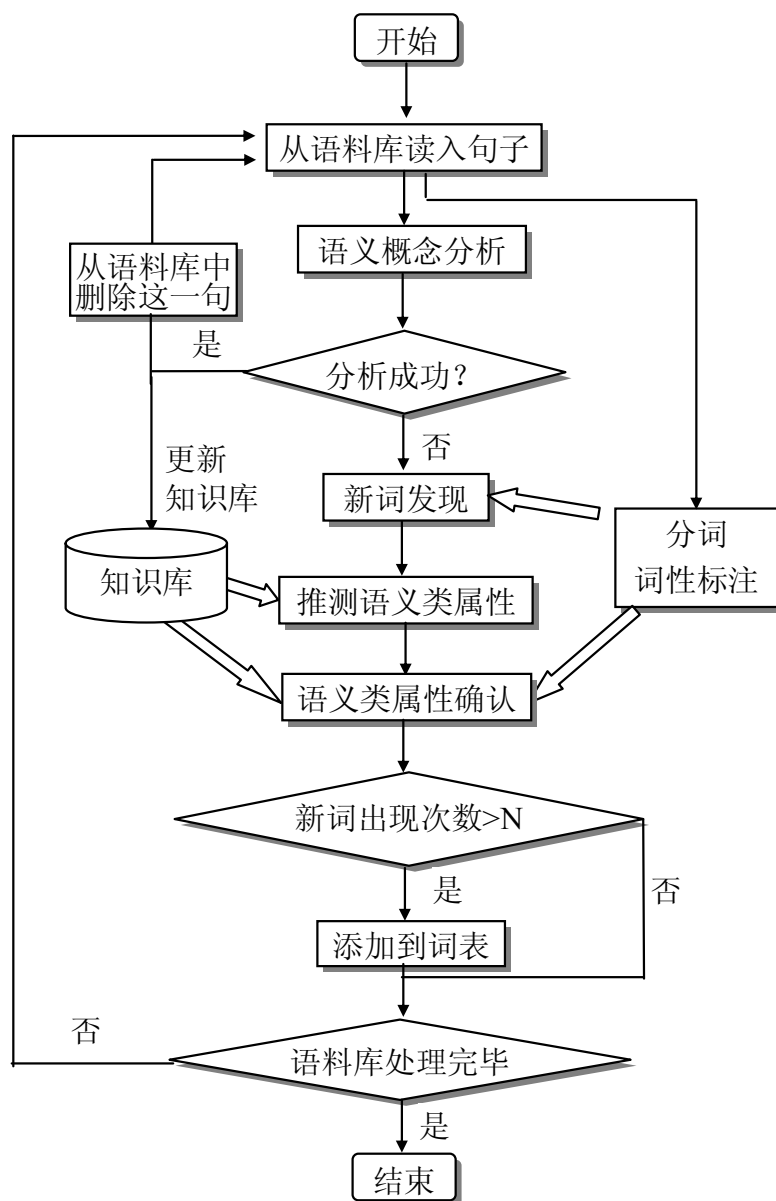 开始
从语料库读入句子
语义概念分析
从语料库中
删除这一句
是
分析成功？
否
更新
知识库
新词发现
分词
词性标注
知识库
推测语义类属性
语义类属性确认
新词出现次数>N
是
否
添加到词表
否
语料库处理完毕
是
结束